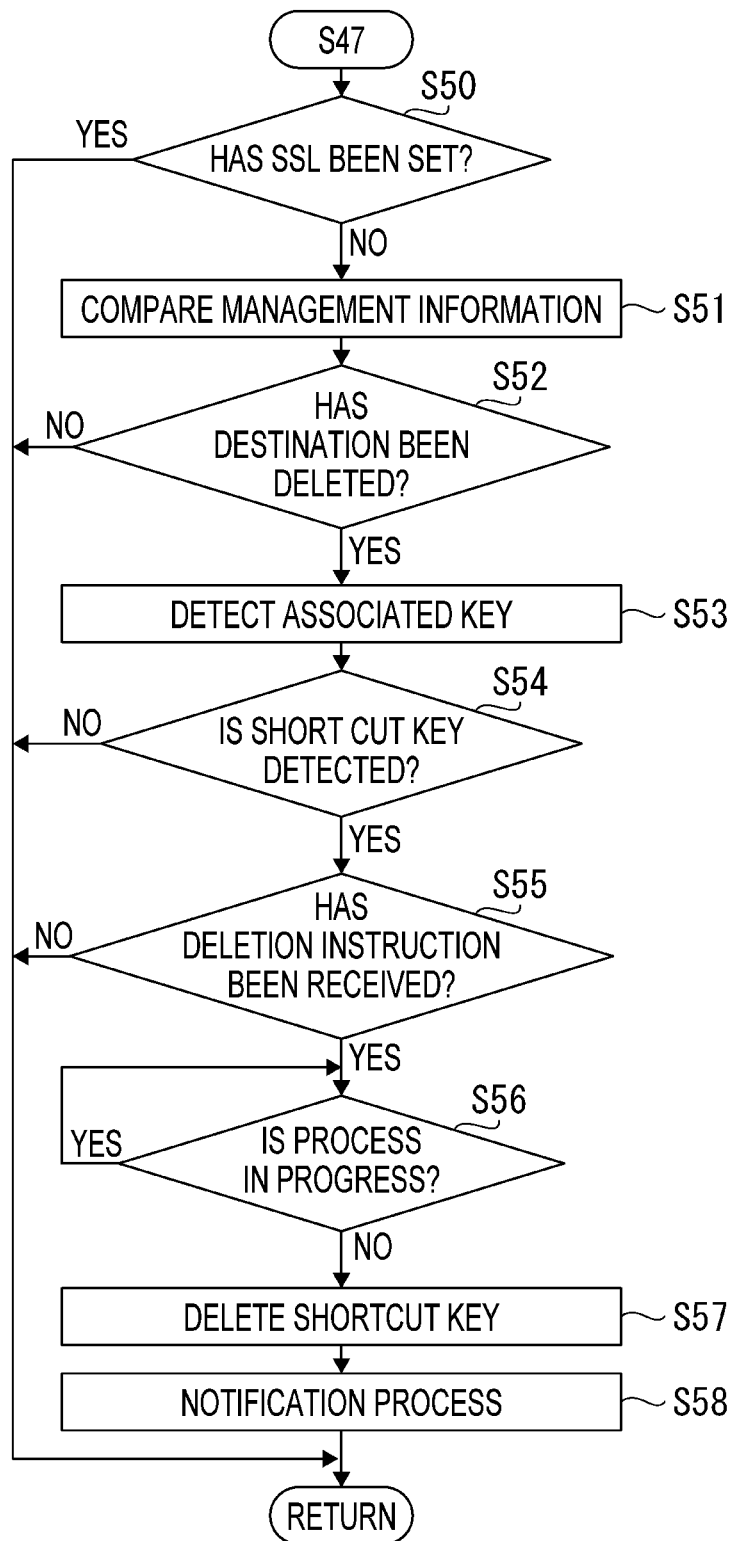 S47
S50
YES
HAS SSL BEEN SET?
NO
COMPARE MANAGEMENT INFORMATION
S51
S52
HAS
DESTINATION BEEN
DELETED?
NO
YES
DETECT ASSOCIATED KEY
S53
S54
NO
IS SHORT CUT KEY
DETECTED?
YES
S55
HAS
DELETION INSTRUCTION
BEEN RECEIVED?
NO
YES
S56
YES
IS PROCESS
IN PROGRESS?
NO
DELETE SHORTCUT KEY
S57
NOTIFICATION PROCESS
S58
RETURN